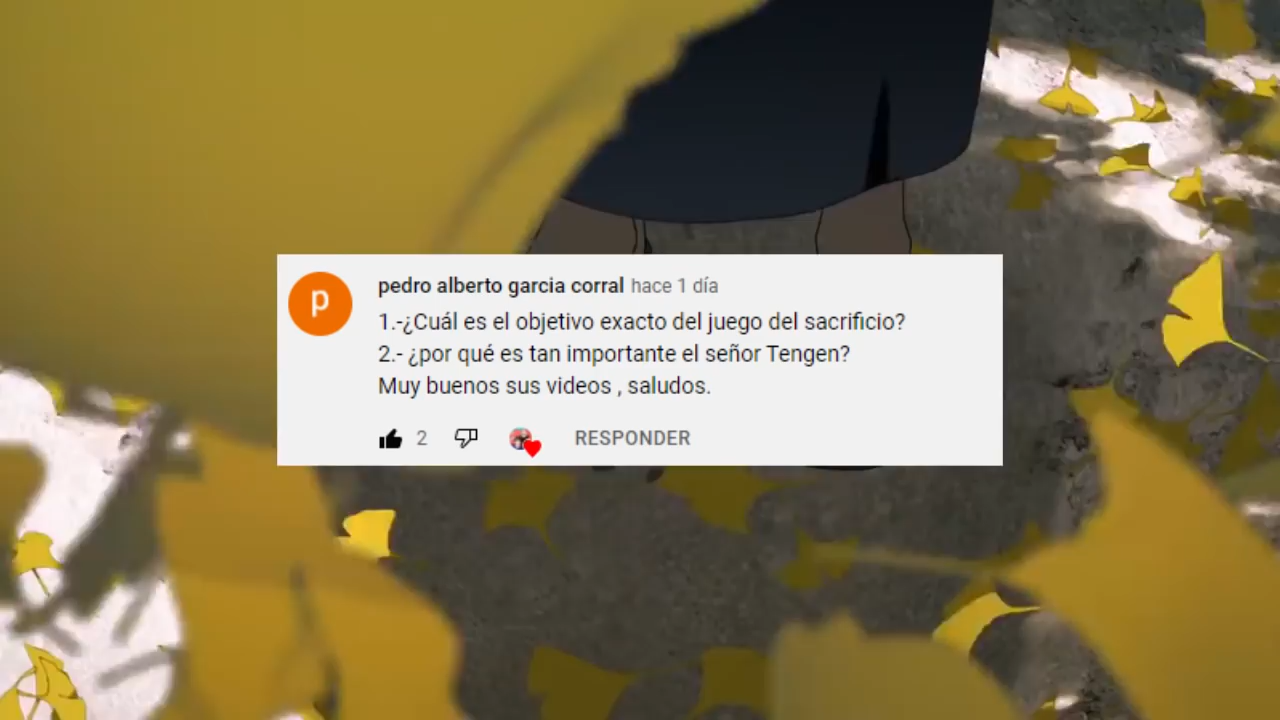 p
pedro alberto garcia corral hace 1 día
1.-¿Cuál es el objetivo exacto del juego del sacrificio?
2.- ¿por qué es tan importante el señor Tengen?
Muy buenos sus videos , saludos.
2 RESPONDER